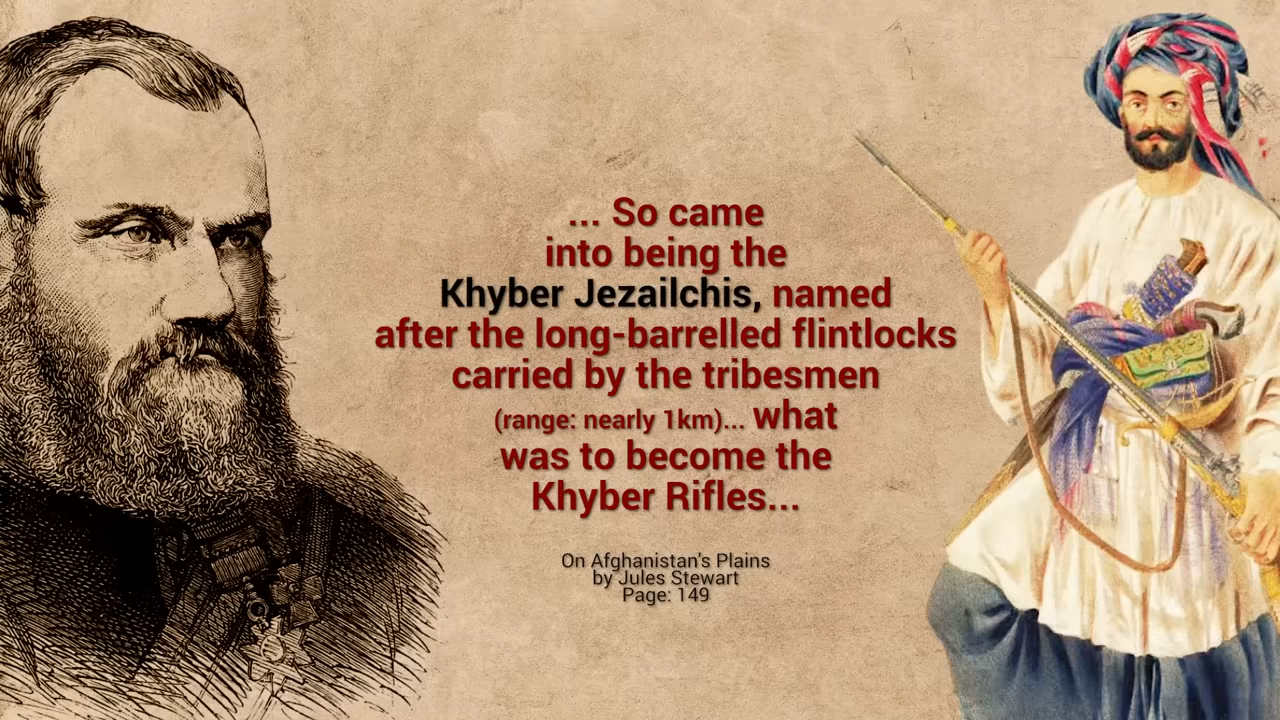 ... So came
into being the
Khyber Jezailchis, named
after the long-barrelled flintlocks
carried by the tribesmen
(range: nearly 1km)... what
was to become the
Khyber Rifles...
On Afghanistan's Plains
by Jules Stewart
Page: 149